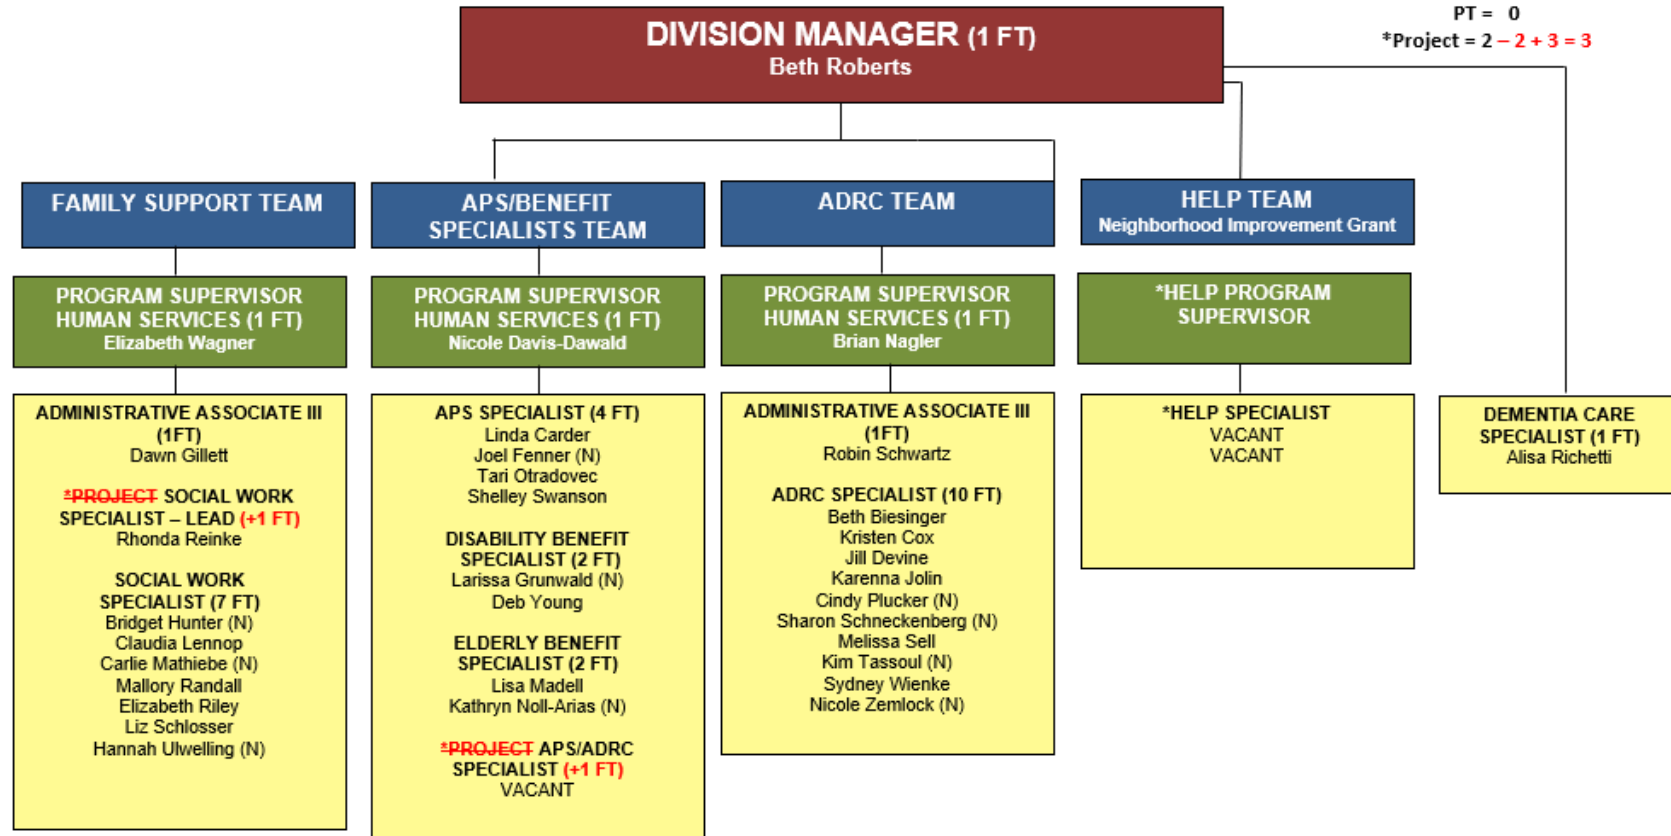 DIVISION MANAGER (1 FT)
Beth Roberts
PT = 0
*Project = 2 – 2 + 3 = 3
FAMILY SUPPORT TEAM
PROGRAM SUPERVISOR
HUMAN SERVICES (1 FT)
Elizabeth Wagner
ADMINISTRATIVE ASSOCIATE III
(1FT)
Dawn Gillett
*PROJECT SOCIAL WORK
SPECIALIST – LEAD (+1 FT)
Rhonda Reinke
SOCIAL WORK
SPECIALIST (7 FT)
Bridget Hunter (N)
Claudia Lennop
Carlie Mathiebe (N)
Mallory Randall
Elizabeth Riley
Liz Schlosser
Hannah Ulwelling (N)
APS/BENEFIT
SPECIALISTS TEAM
PROGRAM SUPERVISOR
HUMAN SERVICES (1 FT)
Nicole Davis-Dawald
APS SPECIALIST (4 FT)
Linda Carder
Joel Fenner (N)
Tari Otradovec
Shelley Swanson
DISABILITY BENEFIT
SPECIALIST (2 FT)
Larissa Grunwald (N)
Deb Young
ELDERLY BENEFIT
SPECIALIST (2 FT)
Lisa Madell
Kathryn Noll-Arias (N)
*PROJECT APS/ADRC
SPECIALIST (+1 FT)
VACANT
ADRC TEAM
PROGRAM SUPERVISOR
HUMAN SERVICES (1 FT)
Brian Nagler
ADMINISTRATIVE ASSOCIATE III
(1FT)
Robin Schwartz
ADRC SPECIALIST (10 FT)
Beth Biesinger
Kristen Cox
Jill Devine
Karenna Jolin
Cindy Plucker (N)
Sharon Schneckenberg (N)
Melissa Sell
Kim Tassoul (N)
Sydney Wienke
Nicole Zemlock (N)
HELP TEAM
Neighborhood Improvement Grant
*HELP PROGRAM
SUPERVISOR
*HELP SPECIALIST
VACANT
VACANT
DEMENTIA CARE
SPECIALIST (1 FT)
Alisa Richetti